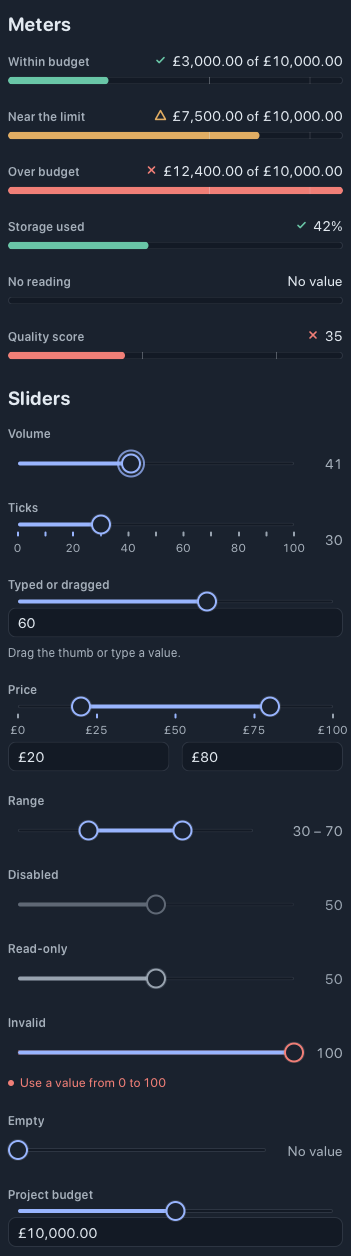 Meters
Within budget £3,000.00 of £10,000.00
Near the limit £7,500.00 of £10,000.00
Over budget £12,400.00 of £10,000.00
Storage used 42%
No reading No value
Quality score 35
Sliders
Volume
41
Ticks
0 20 40 60 80 100
30
Typed or dragged
60
Drag the thumb or type a value.
Price
£0 £25 £50 £75 £100
£20 £80
Range
30 – 70
Disabled
50
Read-only
50
Invalid
100
Use a value from 0 to 100
Empty
No value
Project budget
£10,000.00